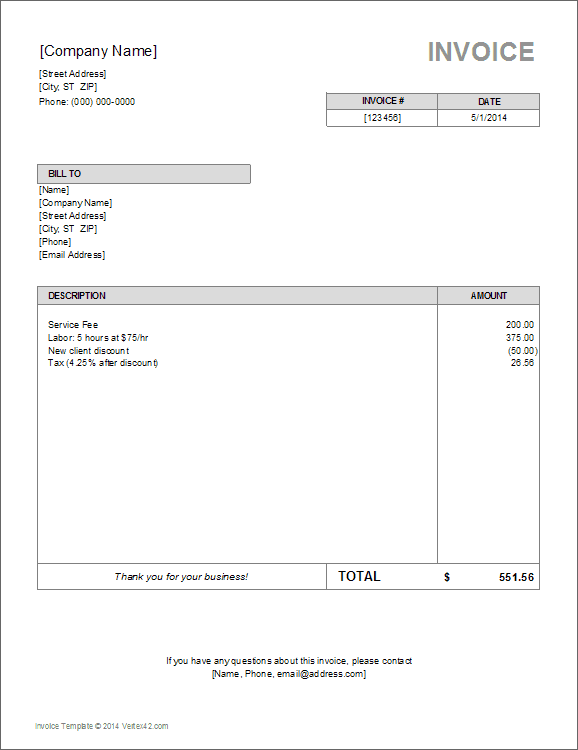 [Company Name]
INVOICE
[Street Address]
[City, ST  ZIP]
Phone: (000) 000-0000
INVOICE # DATE
[123456] 5/1/2014
BILL TO
[Name]
[Company Name]
[Street Address]
[City, ST  ZIP]
[Phone]
[Email Address]
DESCRIPTION AMOUNT
Service Fee 200.00
Labor: 5 hours at $75/hr 375.00
New client discount (50.00)
Tax (4.25% after discount) 26.56
Thank you for your business! TOTAL $ 551.56
If you have any questions about this invoice, please contact
[Name, Phone, email@address.com]
Invoice Template © 2014 Vertex42.com